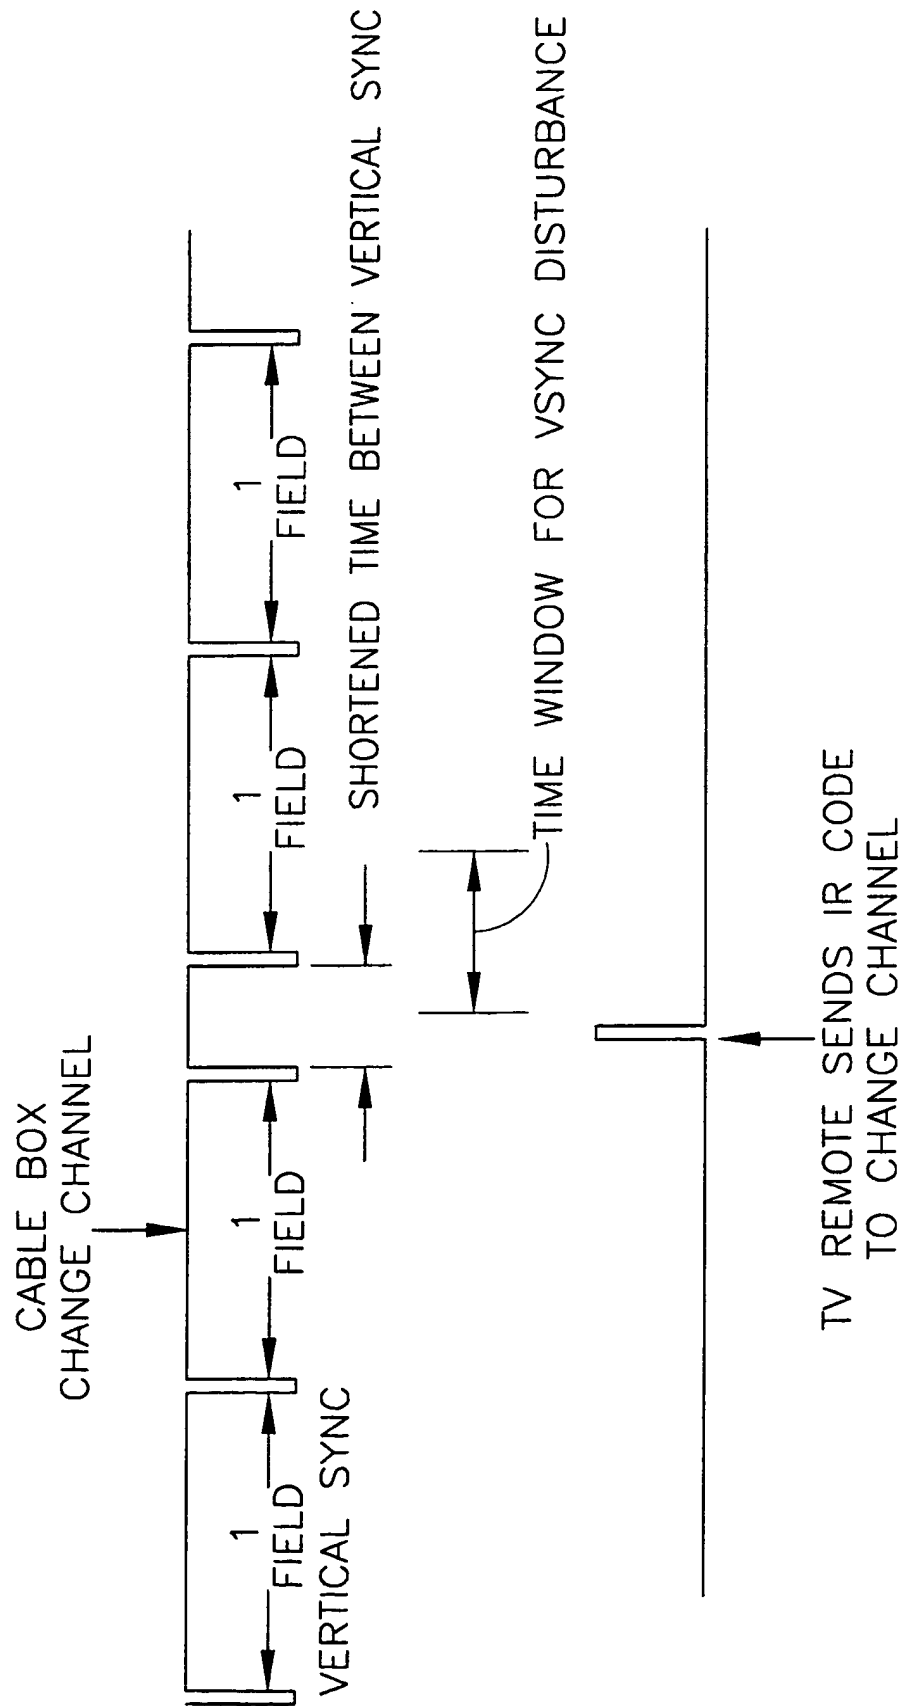 CABLE BOX
CHANGE CHANNEL
1
FIELD
1
FIELD
1
FIELD
1
FIELD
VERTICAL SYNC
SHORTENED TIME BETWEEN VERTICAL SYNC
TIME WINDOW FOR VSYNC DISTURBANCE
TV REMOTE SENDS IR CODE
TO CHANGE CHANNEL